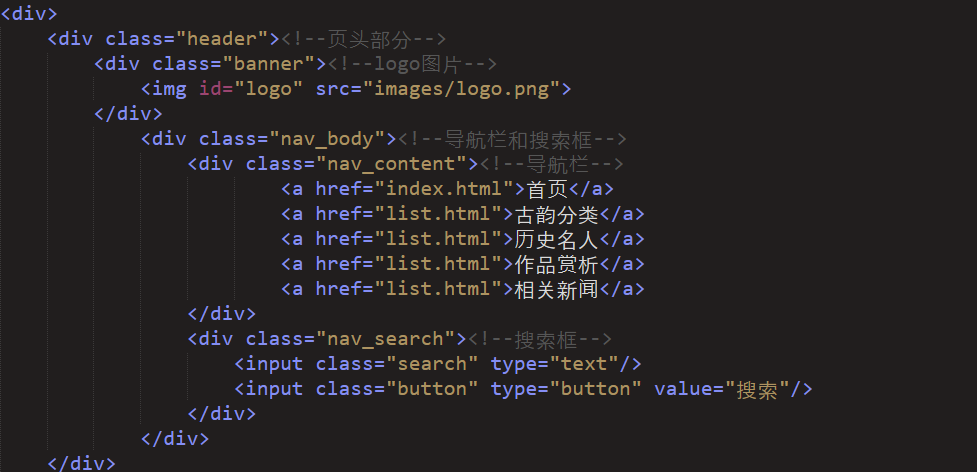 <div>
<div class="header"><!--页头部分-->
<div class="banner"><!--logo图片-->
<img id="logo" src="images/logo.png">
</div>
<div class="nav_body"><!--导航栏和搜索框-->
<div class="nav_content"><!--导航栏-->
<a href="index.html">首页</a>
<a href="list.html">古韵分类</a>
<a href="list.html">历史名人</a>
<a href="list.html">作品赏析</a>
<a href="list.html">相关新闻</a>
</div>
<div class="nav_search"><!--搜索框-->
<input class="search" type="text"/>
<input class="button" type="button" value="搜索"/>
</div>
</div>
</div>